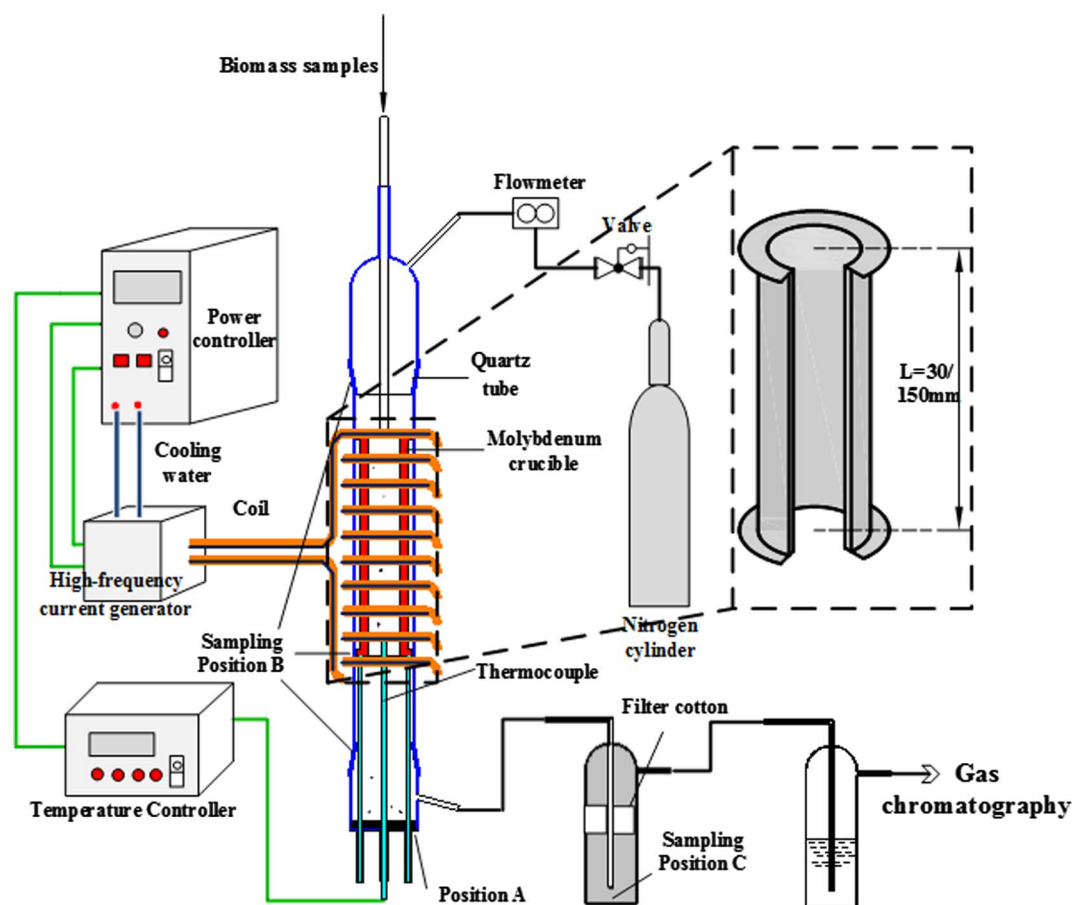 Biomass samples
Flowmeter
Valve
Power
controller
Quartz
tube
L=30/
150mm
Molybdenum
crucible
Cooling
water
Coil
High-frequency
current generator
Nitrogen
cylinder
Sampling
Position B
Thermocouple
Filter cotton
Temperature Controller
Gas
chromatography
Sampling
Position C
Position A